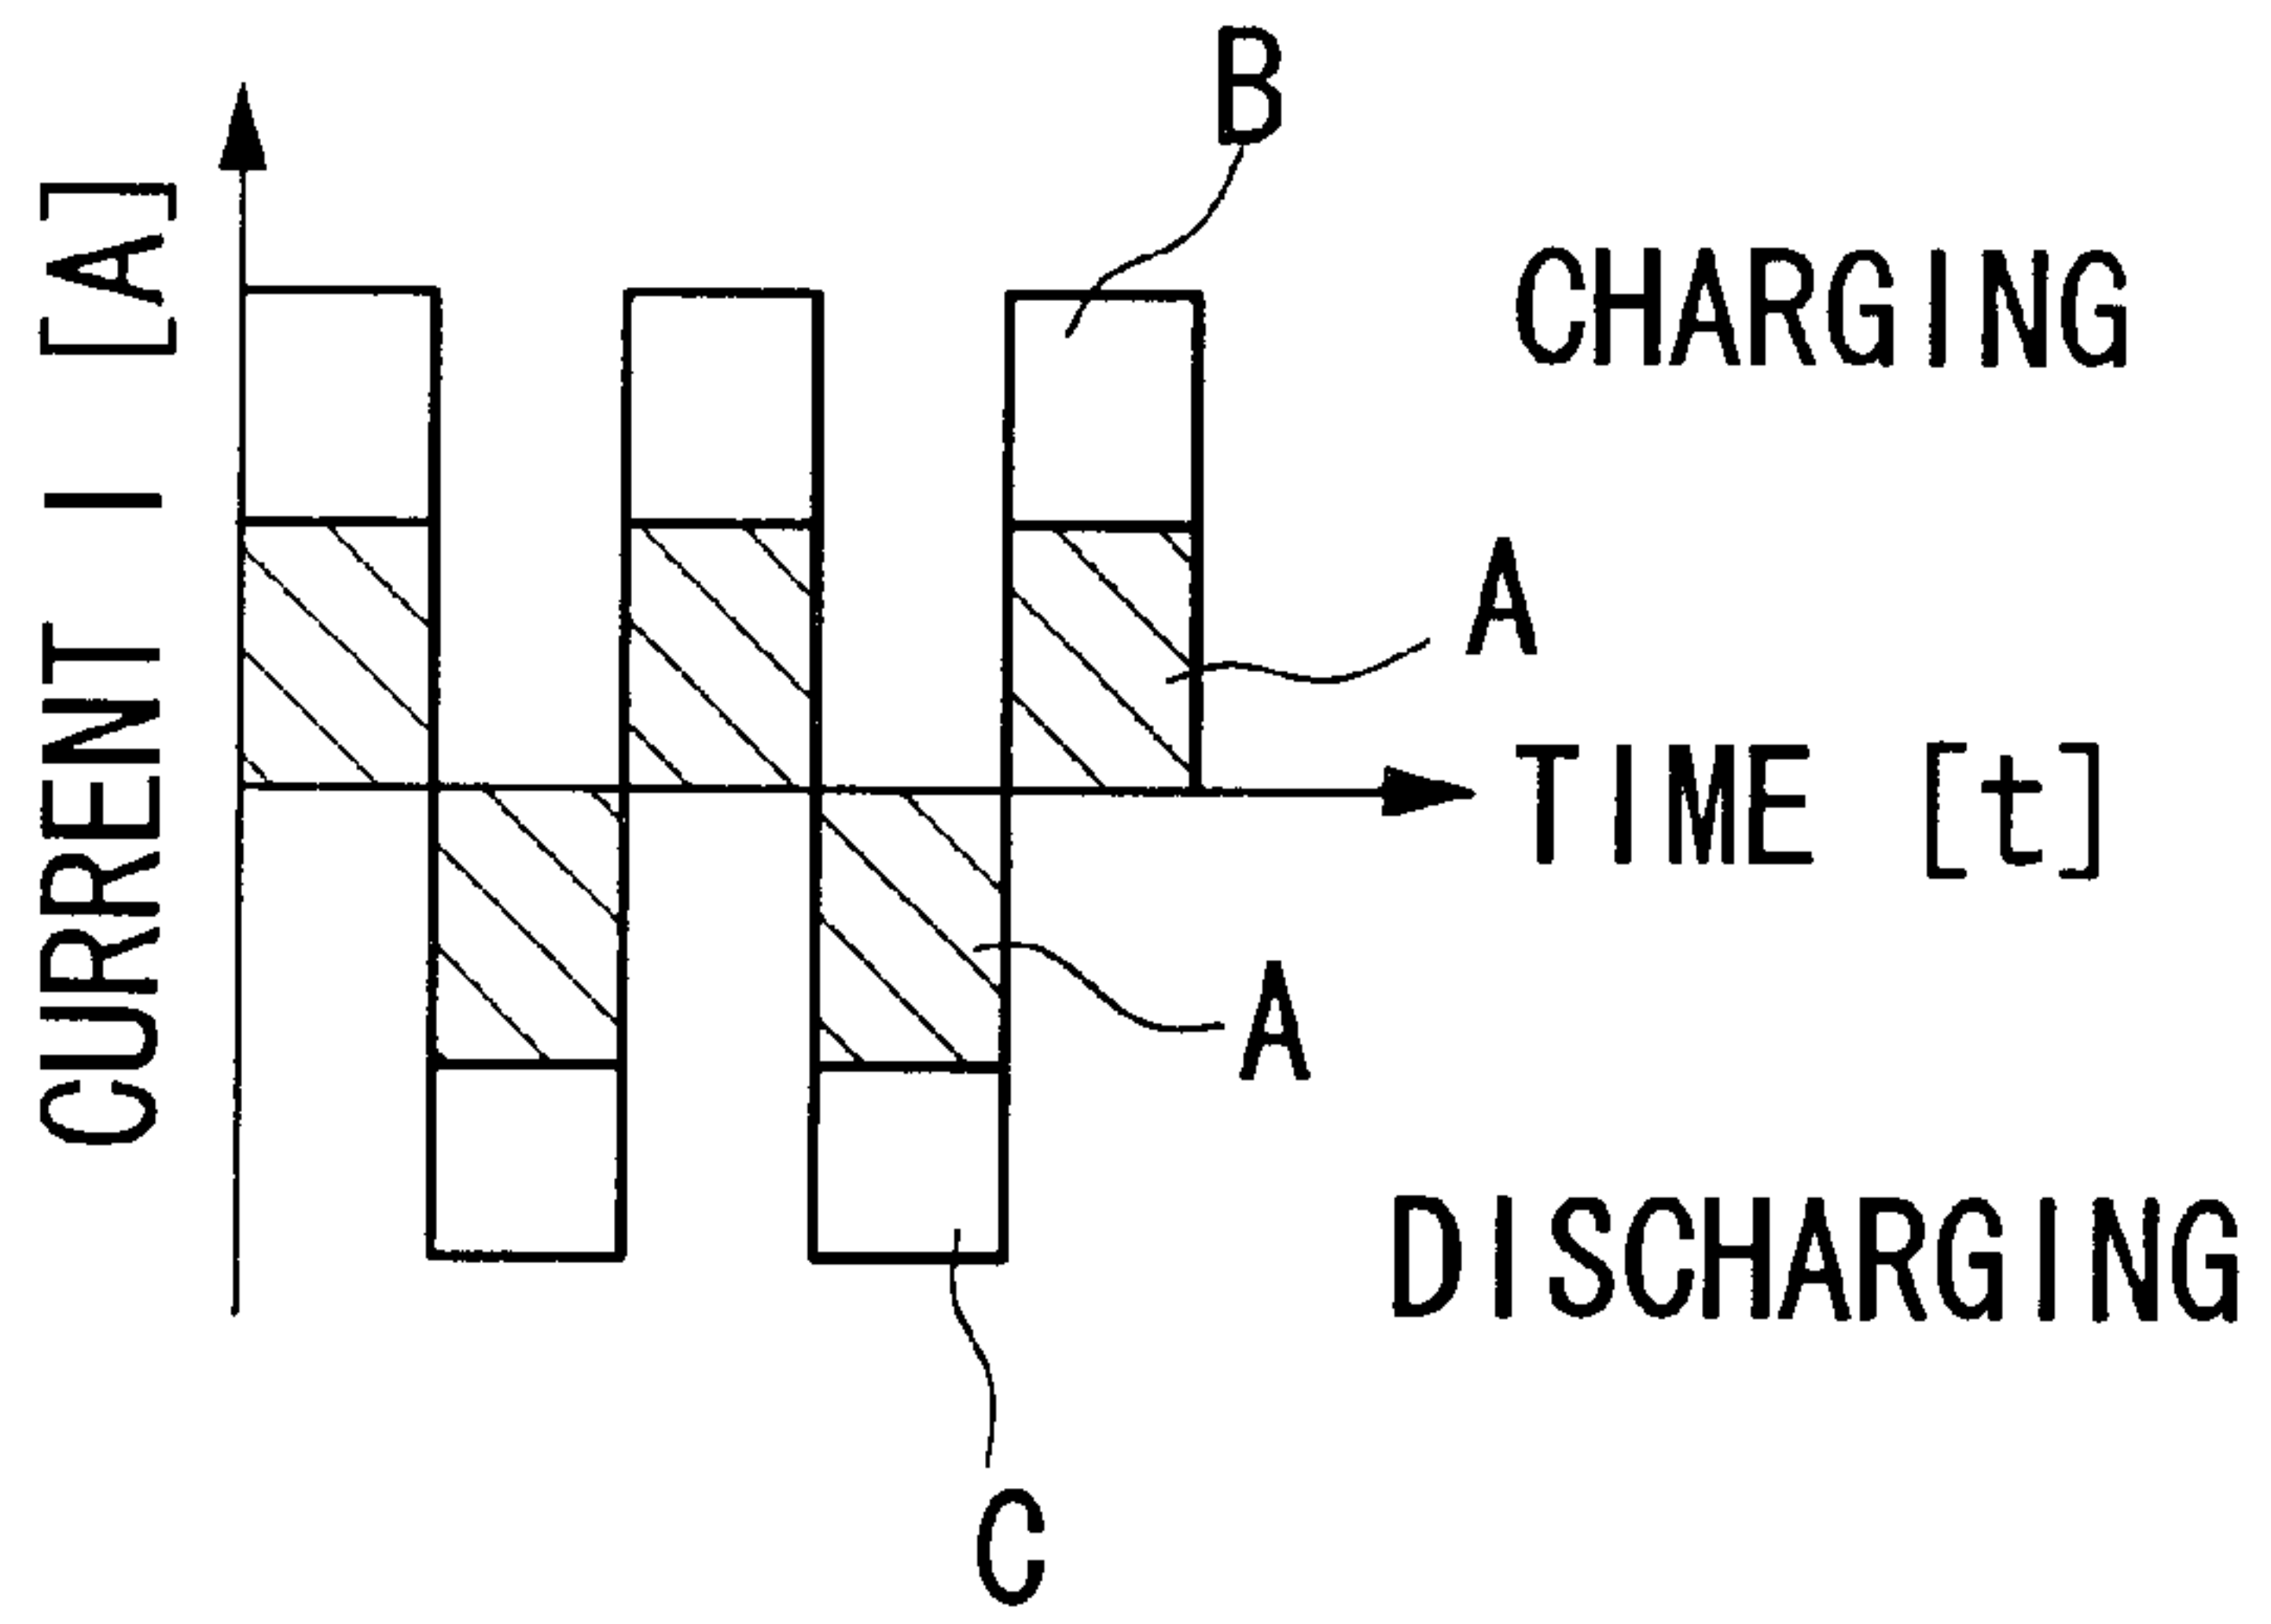 B
CURRENT I [A]
CHARGING
A
TIME [t]
A
DISCHARGING
C